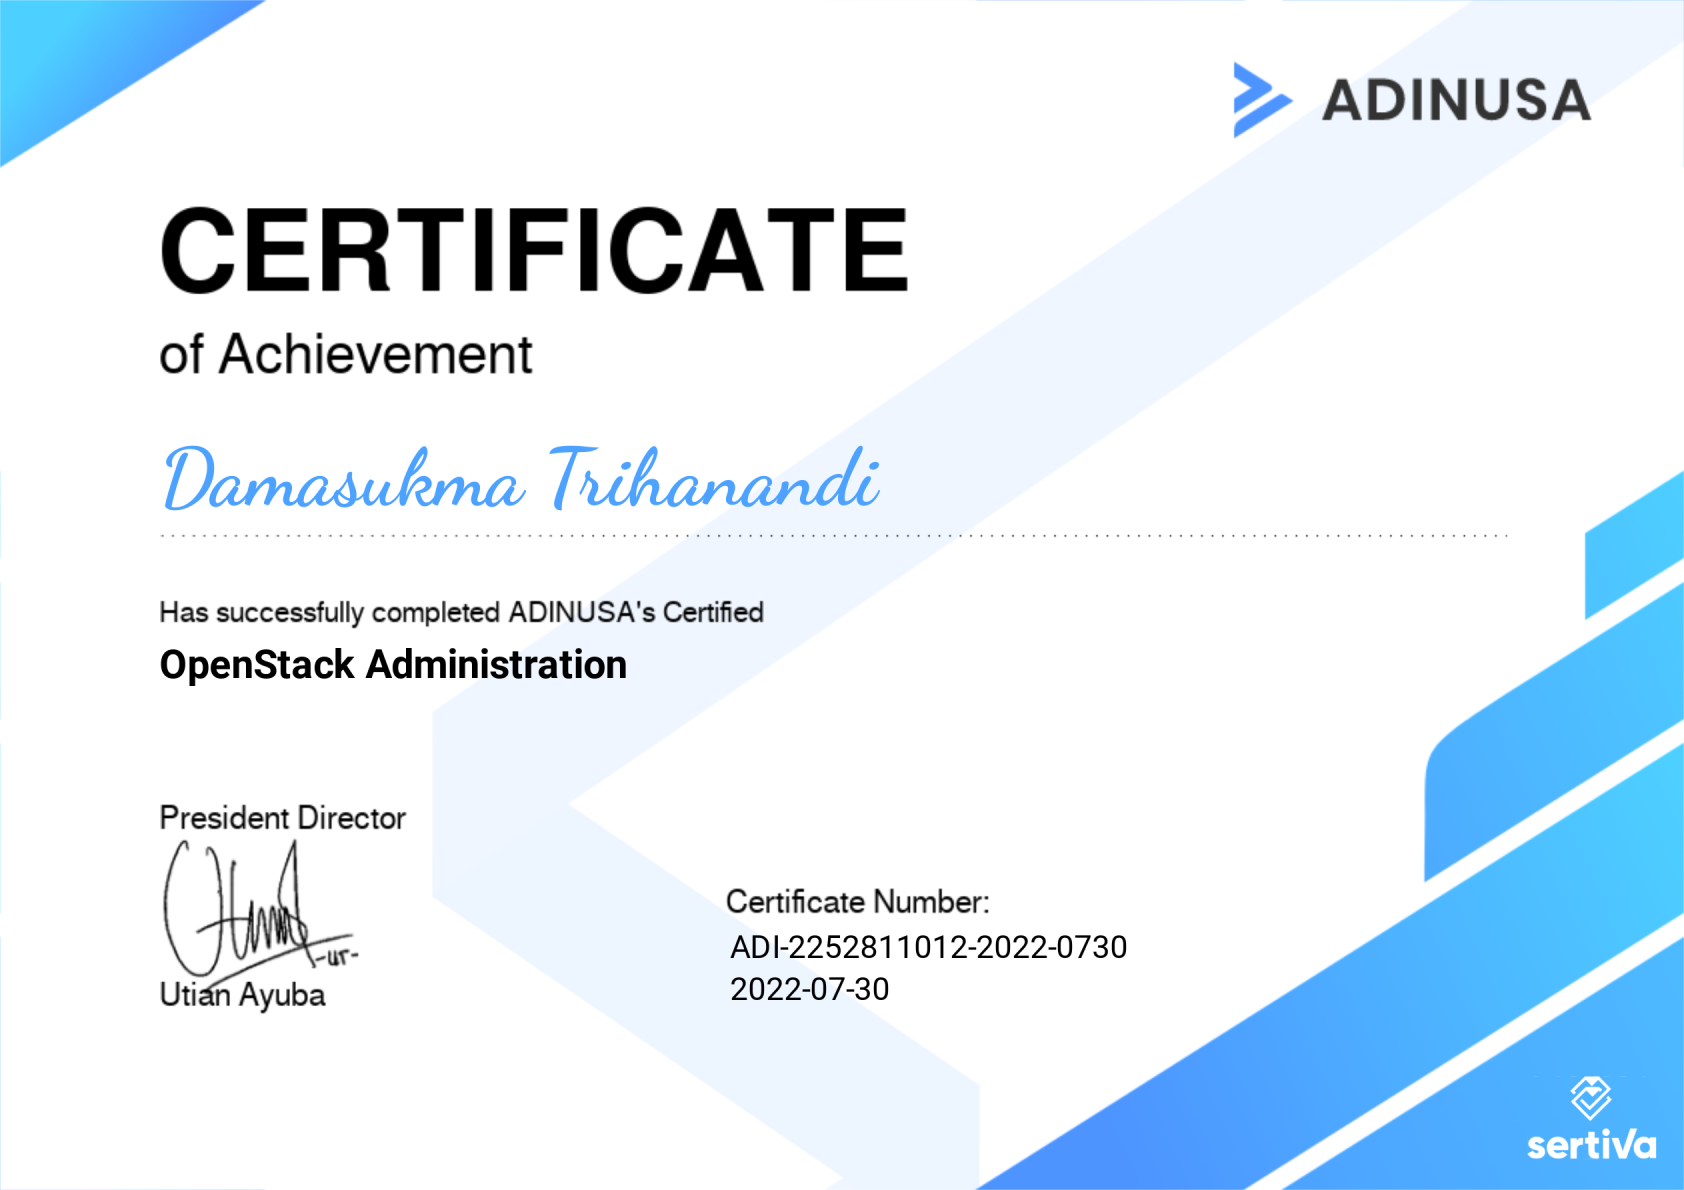 ADINUSA
CERTIFICATE
of Achievement
Damasukma Trihanandi
Has successfully completed ADINUSA's Certified
OpenStack Administration
President Director
-UT-
Utian Ayuba
Certificate Number:
ADI-2252811012-2022-0730
2022-07-30
sertiva